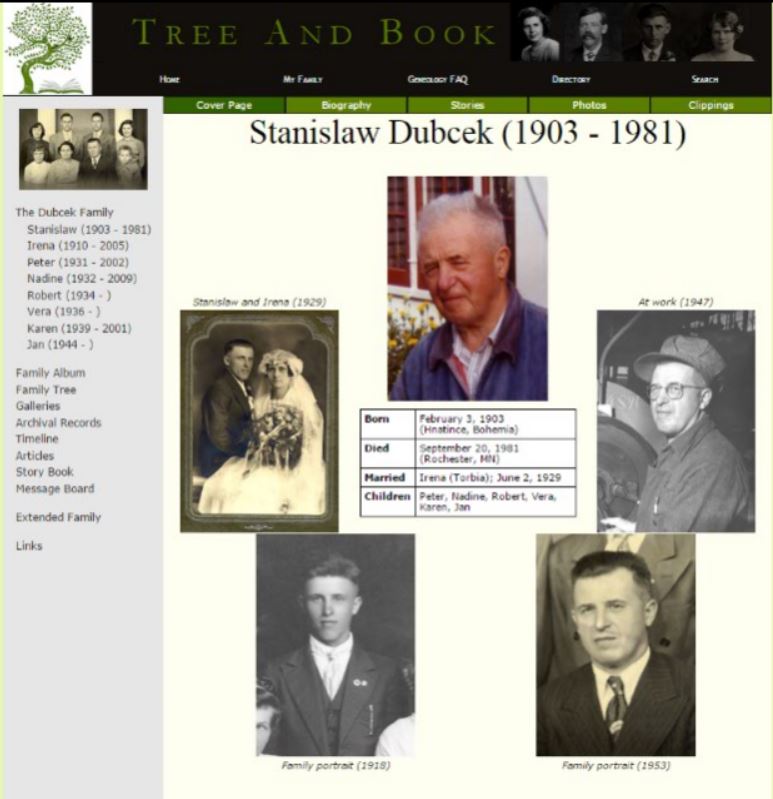 TREE AND BOOK
HOME
MY FAMILY
GENEOLOGY FAQ
DIRECTORY
SEARCH
Cover Page
Biography
Stories
Photos
Clippings
Stanislaw Dubcek (1903 - 1981)
The Dubcek Family
Stanislaw (1903 - 1981)
Irena (1910 - 2005)
Peter (1931 - 2002)
Nadine (1932 - 2009)
Robert (1934 - )
Vera (1936 - )
Karen (1939 - 2001)
Jan (1944 - )
Family Album
Family Tree
Galleries
Archival Records
Timeline
Articles
Story Book
Message Board
Extended Family
Links
Stanislaw and Irena (1929)
At work (1947)
Born February 3, 1903
(Hnatince, Bohemia)
Died September 20, 1981
(Rochester, MN)
Married Irena (Torbia); June 2, 1929
Children Peter, Nadine, Robert, Vera,
Karen, Jan
Family portrait (1918)
Family portrait (1953)